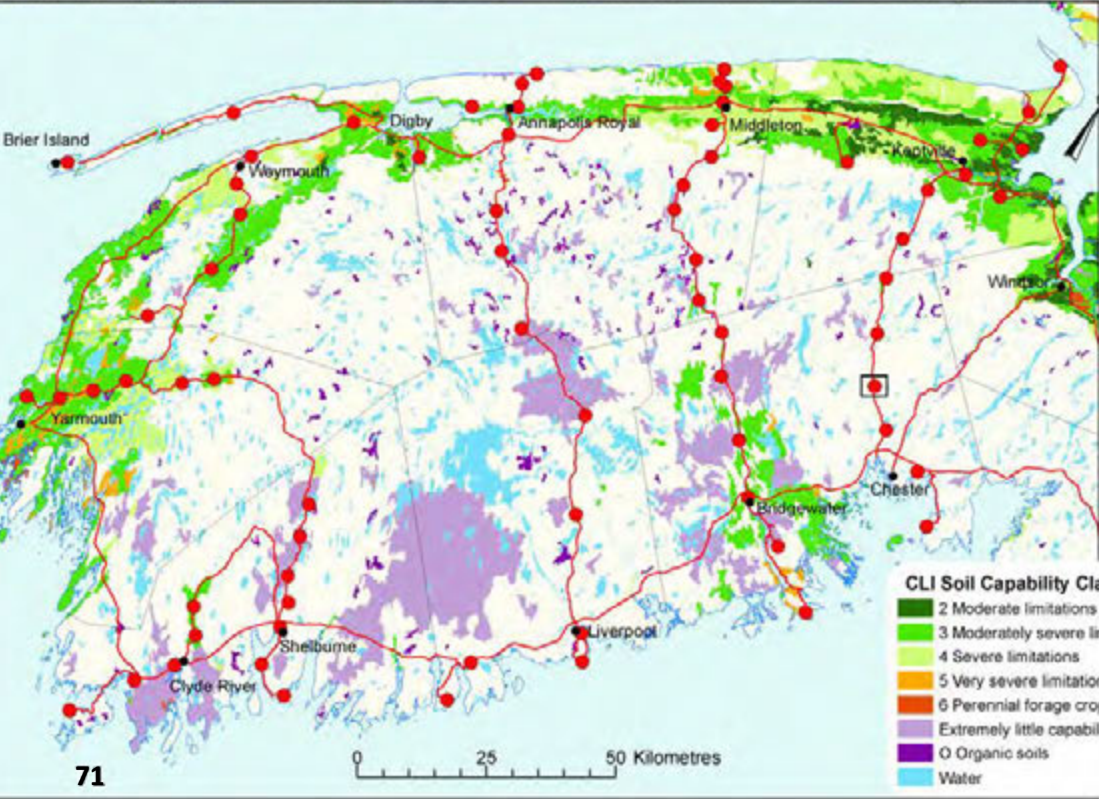 Brier Island
Digby
Annapolis Royal
Middleton
Kentville
Weymouth
Windsor
Yarmouth
Chester
Bridgewater
Liverpool
Shelburne
Clyde River
CLI Soil Capability Cla
2 Moderate limitations
3 Moderately severe li
4 Severe limitations
5 Very severe limitatio
6 Perennial forage cro
Extremely little capabil
O Organic soils
Water
0 25 50 Kilometres
71